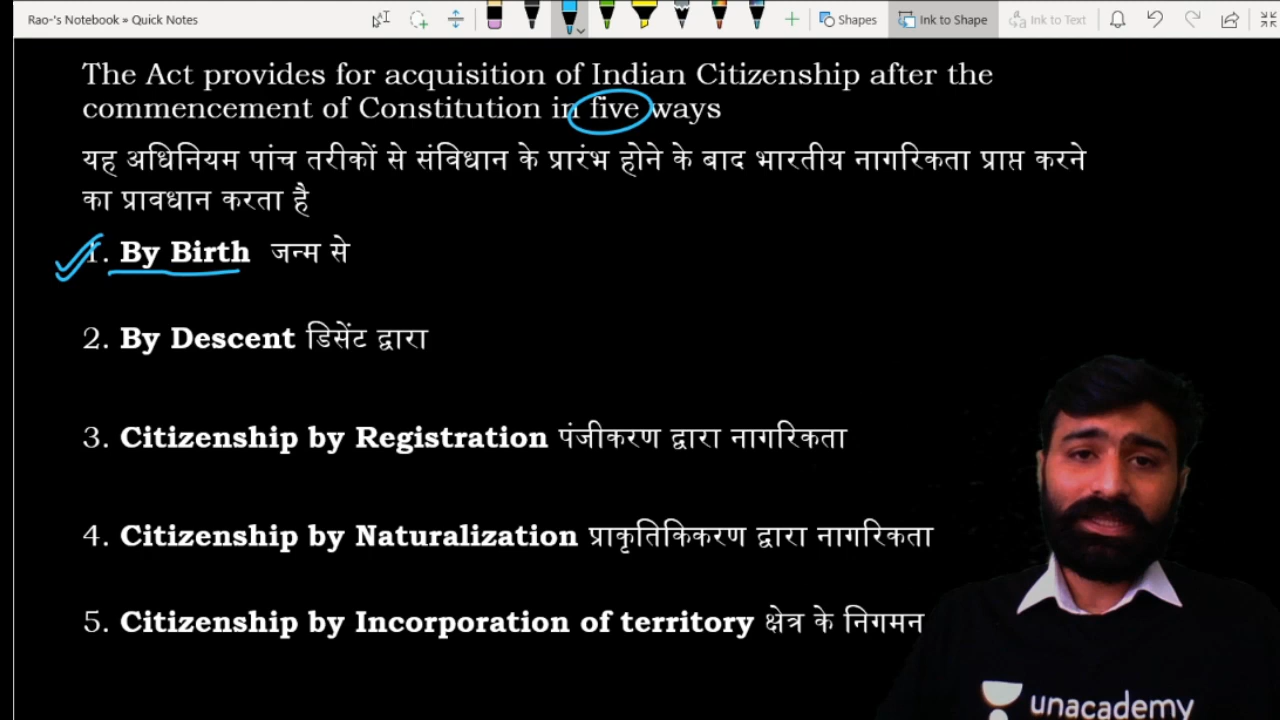 Rao-'s Notebook » Quick Notes
Shapes
Ink to Shape
Ink to Text
The Act provides for acquisition of Indian Citizenship after the
commencement of Constitution in five ways
यह अधिनियम पांच तरीकों से संविधान के प्रारंभ होने के बाद भारतीय नागरिकता प्राप्त करने
का प्रावधान करता है
1. By Birth जन्म से
2. By Descent डिसेंट द्वारा
3. Citizenship by Registration पंजीकरण द्वारा नागरिकता
4. Citizenship by Naturalization प्राकृतिकिकरण द्वारा नागरिकता
5. Citizenship by Incorporation of territory क्षेत्र के निगमन
unacademy